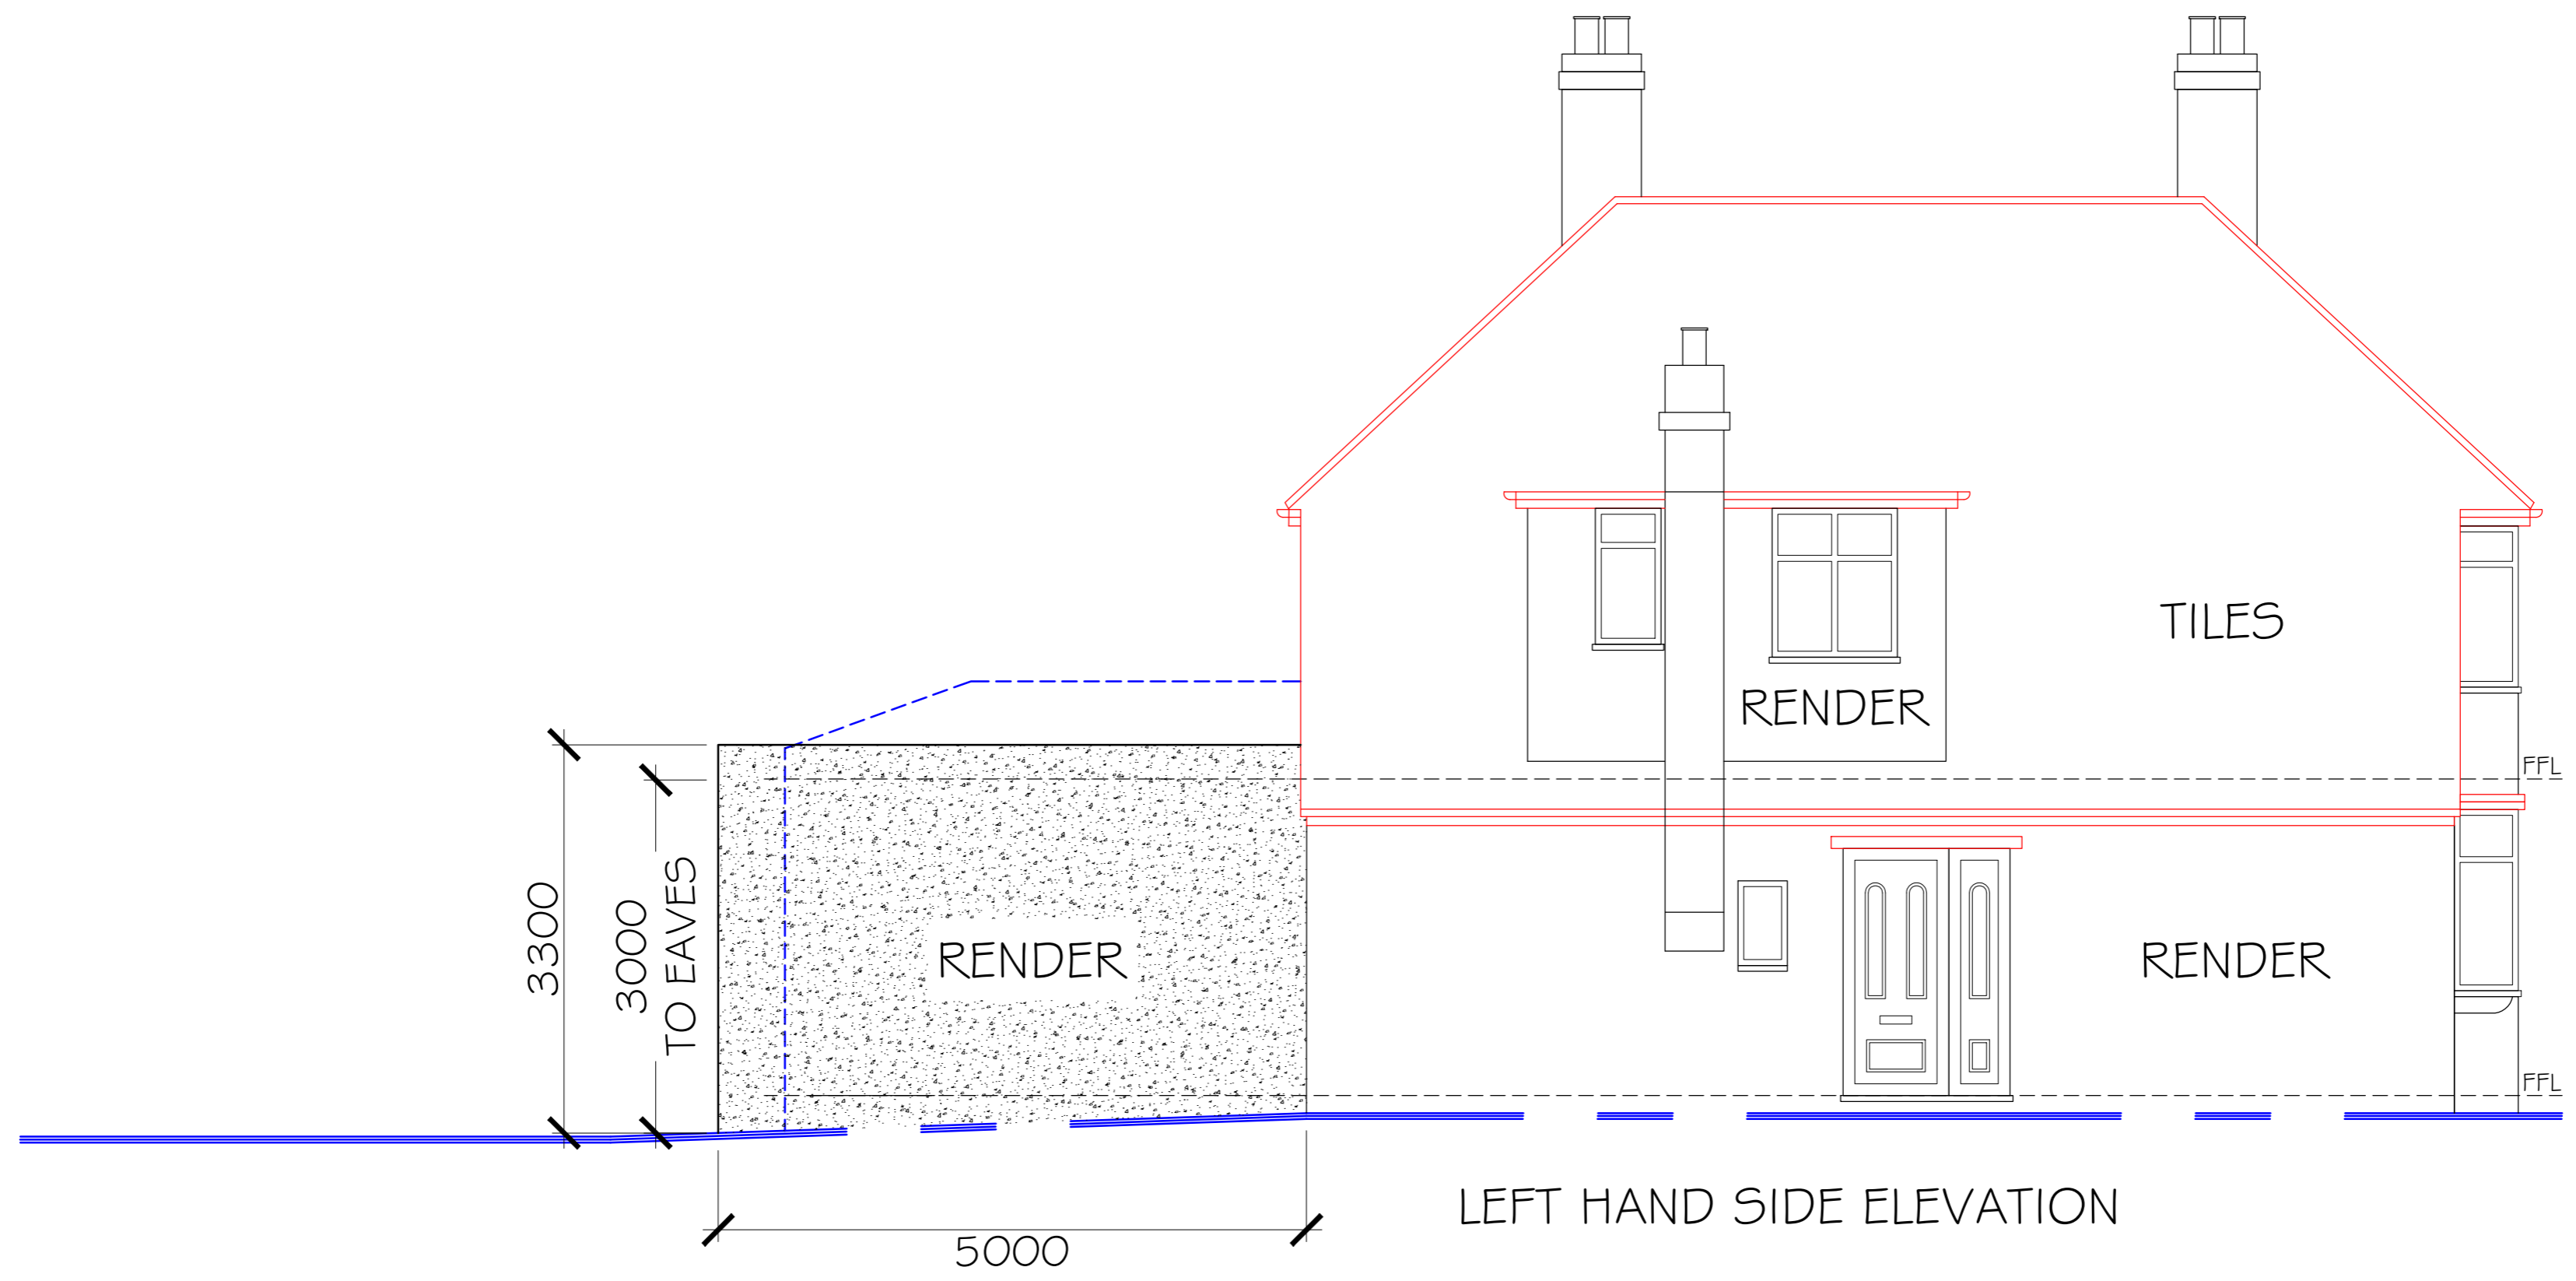 TILES
RENDER
FFL
3300
3000
TO EAVES
RENDER
RENDER
FFL
LEFT HAND SIDE ELEVATION
5000